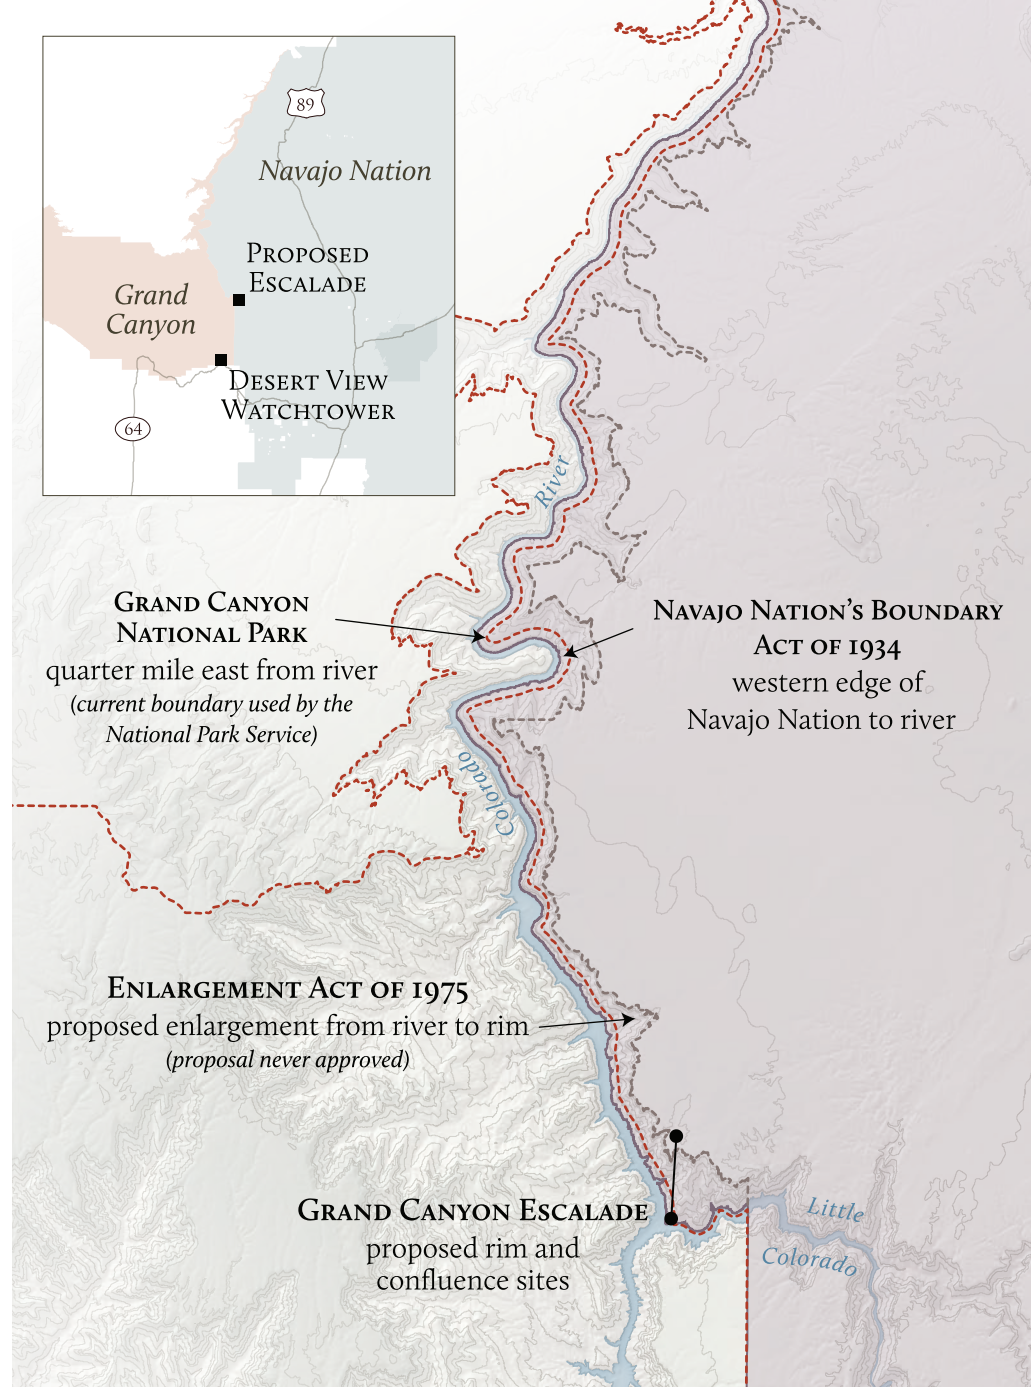 89
Navajo Nation
Proposed
Escalade
Grand
Canyon
Desert View
Watchtower
64
River
Grand Canyon
National Park
quarter mile east from river
(current boundary used by the
National Park Service)
Navajo Nation's Boundary
Act of 1934
western edge of
Navajo Nation to river
Colorado
Enlargement Act of 1975
proposed enlargement from river to rim
(proposal never approved)
Grand Canyon Escalade
proposed rim and
confluence sites
Little
Colorado